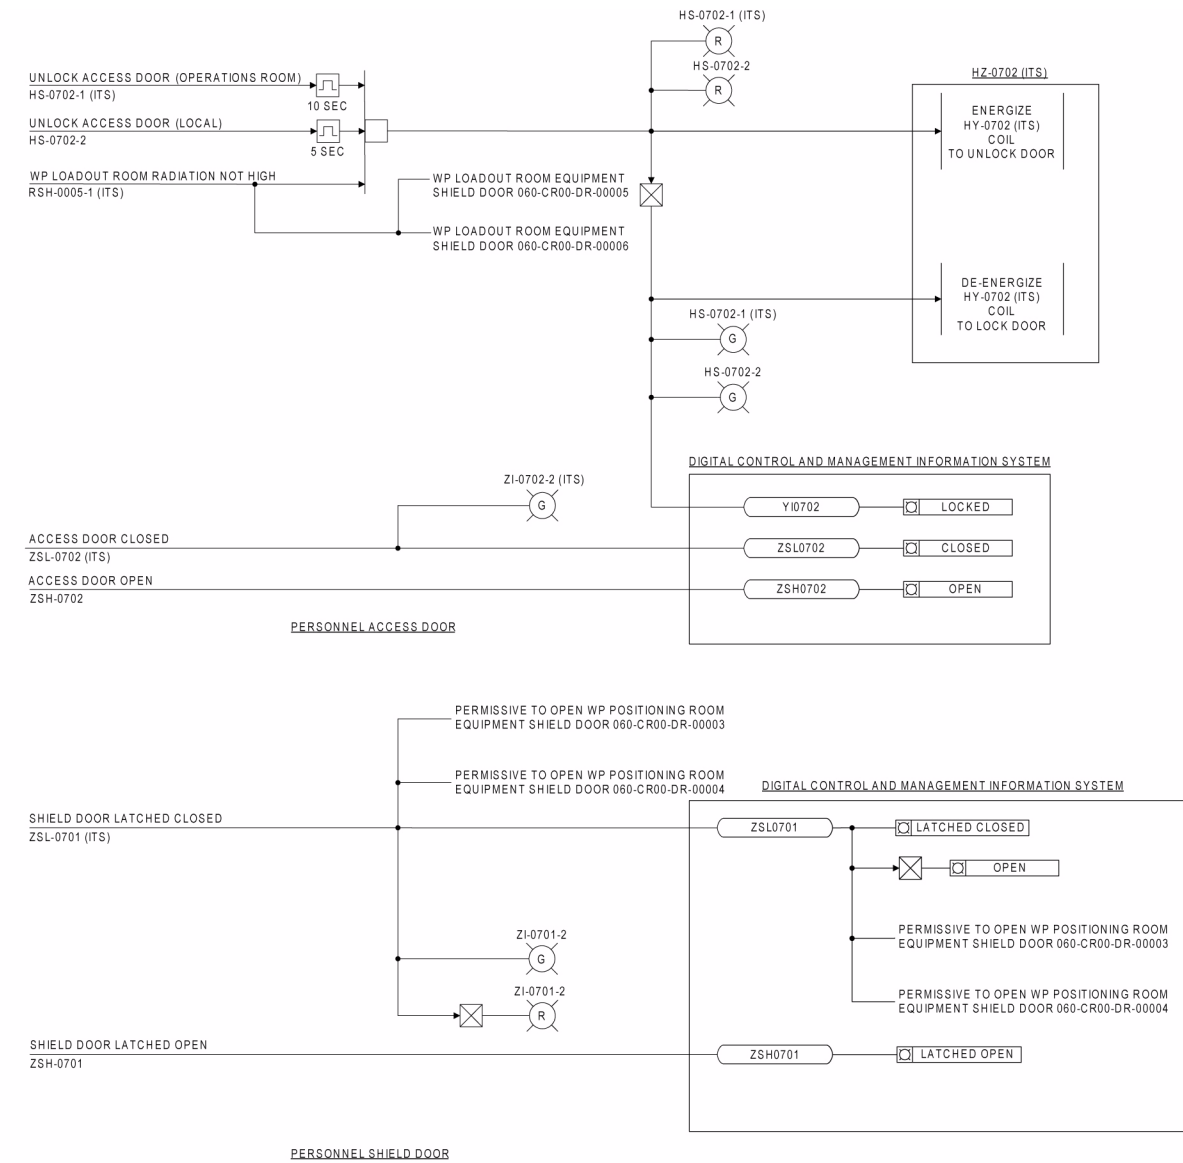 HS-0702-1 (ITS)
R
HS-0702-2
R
HZ-0702 (ITS)
UNLOCK ACCESS DOOR (OPERATIONS ROOM)
HS-0702-1 (ITS)
10 SEC
UNLOCK ACCESS DOOR (LOCAL)
HS-0702-2
5 SEC
ENERGIZE
HY-0702 (ITS)
COIL
TO UNLOCK DOOR
WP LOADOUT ROOM RADIATION NOT HIGH
RSH-0005-1 (ITS)
WP LOADOUT ROOM EQUIPMENT
SHIELD DOOR 060-CR00-DR-00005
WP LOADOUT ROOM EQUIPMENT
SHIELD DOOR 060-CR00-DR-00006
DE-ENERGIZE
HY-0702 (ITS)
COIL
TO LOCK DOOR
HS-0702-1 (ITS)
G
HS-0702-2
G
DIGITAL CONTROL AND MANAGEMENT INFORMATION SYSTEM
ZI-0702-2 (ITS)
G
YI0702
LOCKED
ACCESS DOOR CLOSED
ZSL-0702 (ITS)
ZSL0702
CLOSED
ACCESS DOOR OPEN
ZSH-0702
ZSH0702
OPEN
PERSONNEL ACCESS DOOR
PERMISSIVE TO OPEN WP POSITIONING ROOM
EQUIPMENT SHIELD DOOR 060-CR00-DR-00003
PERMISSIVE TO OPEN WP POSITIONING ROOM
EQUIPMENT SHIELD DOOR 060-CR00-DR-00004
DIGITAL CONTROL AND MANAGEMENT INFORMATION SYSTEM
SHIELD DOOR LATCHED CLOSED
ZSL-0701 (ITS)
ZSL0701
LATCHED CLOSED
OPEN
PERMISSIVE TO OPEN WP POSITIONING ROOM
EQUIPMENT SHIELD DOOR 060-CR00-DR-00003
ZI-0701-2
G
ZI-0701-2
R
PERMISSIVE TO OPEN WP POSITIONING ROOM
EQUIPMENT SHIELD DOOR 060-CR00-DR-00004
SHIELD DOOR LATCHED OPEN
ZSH-0701
ZSH0701
LATCHED OPEN
PERSONNEL SHIELD DOOR